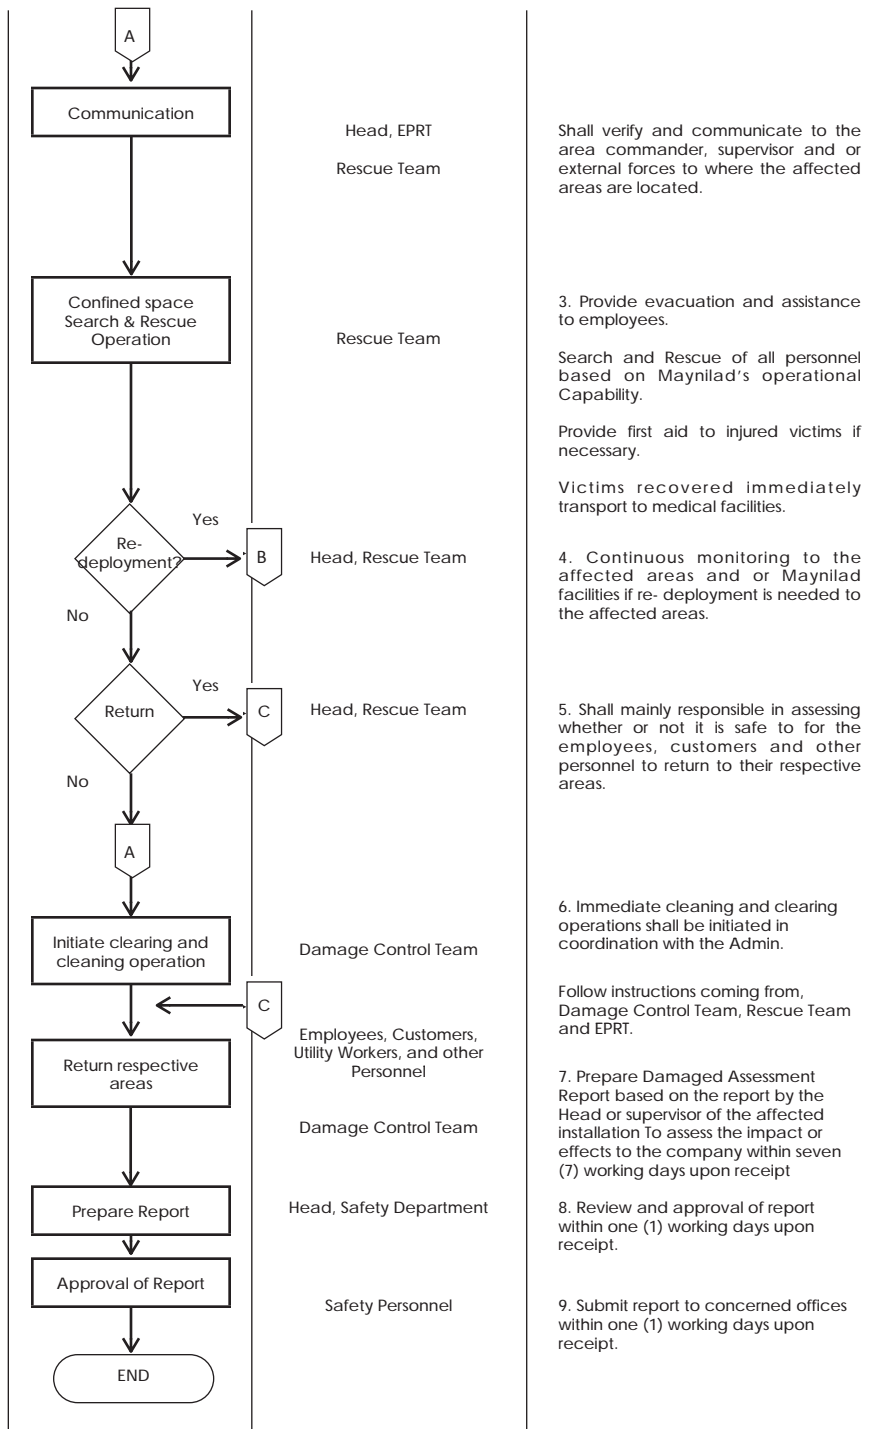 A
Communication
Head, EPRT
Rescue Team
Shall verify and communicate to the
area commander, supervisor and or
external forces to where the affected
areas are located.
Confined space
Search & Rescue
Operation
Rescue Team
3. Provide evacuation and assistance
to employees.
Search and Rescue of all personnel
based on Maynilad's operational
Capability.
Provide first aid to injured victims if
necessary.
Victims recovered immediately
transport to medical facilities.
Re-
deployment?
Yes
No
B
Head, Rescue Team
4. Continuous monitoring to the
affected areas and or Maynilad
facilities if re- deployment is needed to
the affected areas.
Return
Yes
No
C
Head, Rescue Team
5. Shall mainly responsible in assessing
whether or not it is safe to for the
employees, customers and other
personnel to return to their respective
areas.
A
Initiate clearing and
cleaning operation
Damage Control Team
6. Immediate cleaning and clearing
operations shall be initiated in
coordination with the Admin.
C
Follow instructions coming from,
Damage Control Team, Rescue Team
and EPRT.
Return respective
areas
Employees, Customers,
Utility Workers, and other
Personnel
Damage Control Team
7. Prepare Damaged Assessment
Report based on the report by the
Head or supervisor of the affected
installation To assess the impact or
effects to the company within seven
(7) working days upon receipt
Prepare Report
Head, Safety Department
8. Review and approval of report
within one (1) working days upon
receipt.
Approval of Report
Safety Personnel
9. Submit report to concerned offices
within one (1) working days upon
receipt.
END